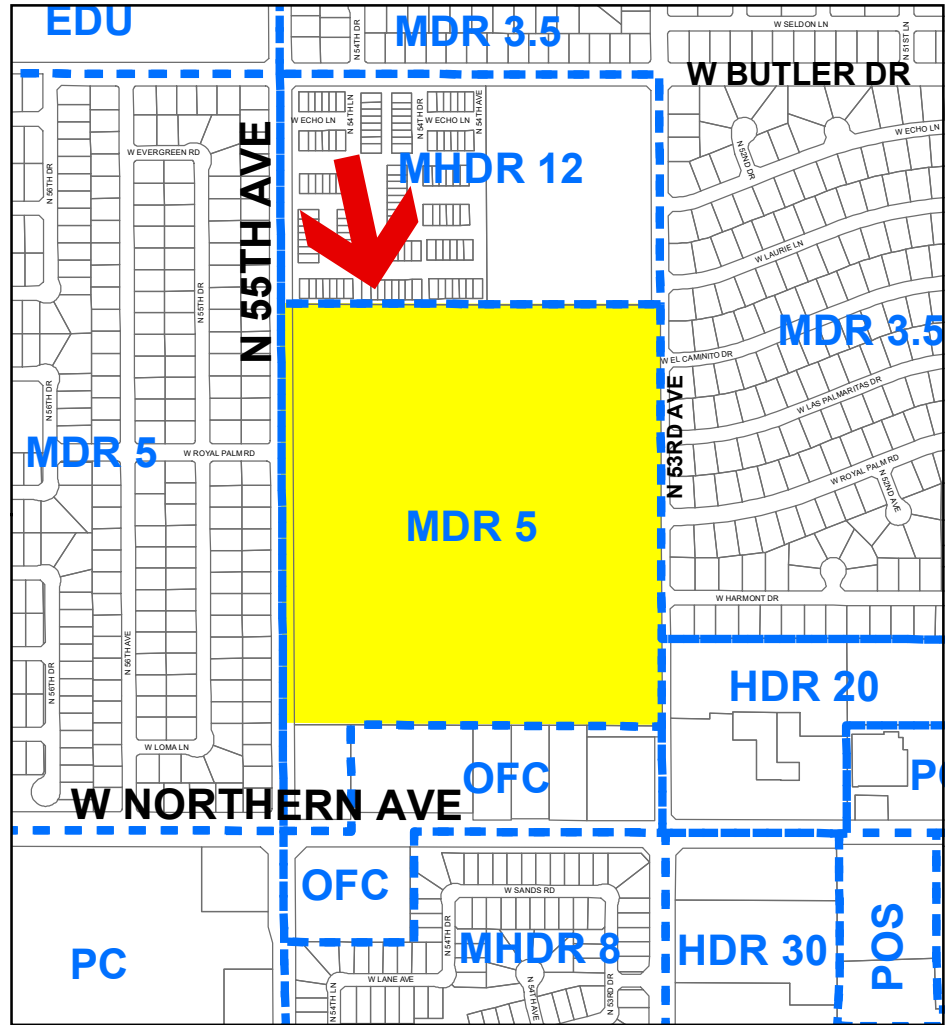 EDU
MDR 3.5
N 54TH DR
W SELDON LN
N 51ST LN
W BUTLER DR
W ECHO LN
N 54TH LN
N 54TH DR
W ECHO LN
N 54TH AVE
N 52ND DR
W ECHO LN
N 55TH AVE
MHDR 12
N 56TH DR
W EVERGREEN RD
W LAURIE LN
N 55TH DR
MDR 3.5
W EL CAMINITO DR
N 56TH DR
W LAS PALMARITAS DR
N 53RD AVE
MDR 5
W ROYAL PALM RD
W ROYAL PALM RD
N 52ND AVE
MDR 5
W HARMONT DR
N 56TH AVE
N 56TH DR
HDR 20
W LOMA LN
OFC
W NORTHERN AVE
OFC
W SANDS RD
N 54TH DR
MHDR 8
HDR 30
POS
PC
W LANE AVE
N 54TH LN
N 54TH AVE
N 53RD DR